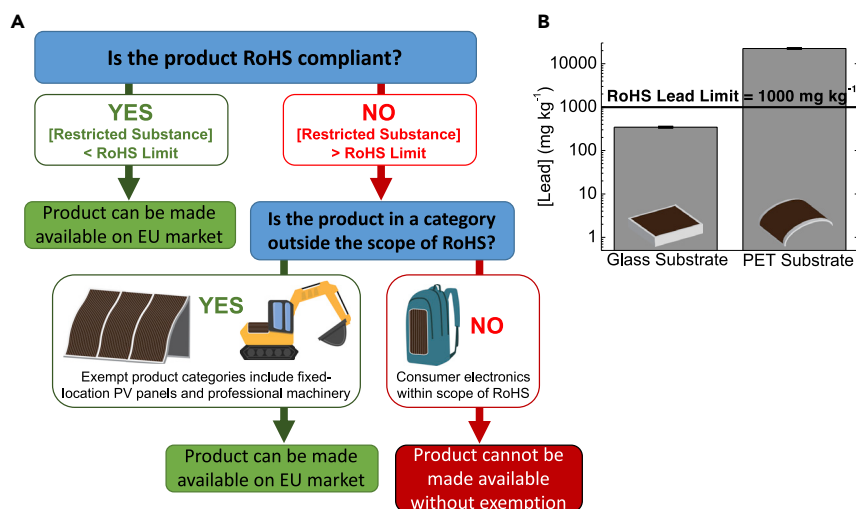 A
Is the product RoHS compliant?
YES
[Restricted Substance]
< RoHS Limit
NO
[Restricted Substance]
> RoHS Limit
Product can be made
available on EU market
Is the product in a category
outside the scope of RoHS?
YES
Exempt product categories include fixed-
location PV panels and professional machinery
NO
Consumer electronics
within scope of RoHS
Product can be made
available on EU market
Product cannot be
made available
without exemption
B
[Lead] (mg kg⁻¹)
10000
1000
100
10
1
RoHS Lead Limit = 1000 mg kg⁻¹
Glass Substrate
PET Substrate